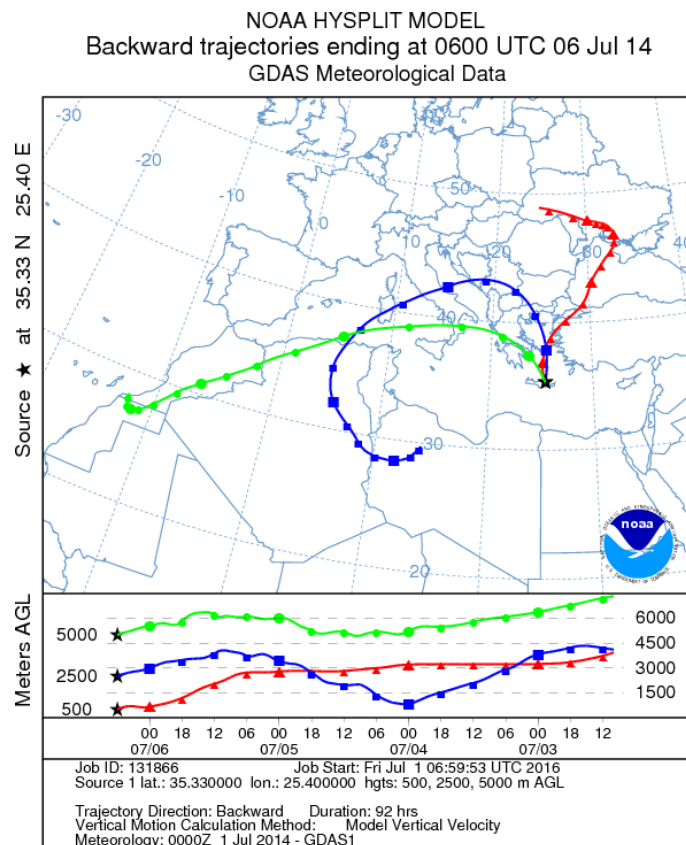 NOAA HYSPLIT MODEL
Backward trajectories ending at 0600 UTC 06 Jul 14
GDAS Meteorological Data
Source ★ at 35.33 N 25.40 E
-30
-20
-10
0
10
20
30
40
50
40
30
20
noaa
Meters AGL
5000
2500
500
6000
4500
3000
1500
00 18 12 06 00 18 12 06 00 18 12 06 00 18 12
07/06 07/05 07/04 07/03
Job ID: 131866 Job Start: Fri Jul 1 06:59:53 UTC 2016
Source 1 lat.: 35.330000 lon.: 25.400000 hgts: 500, 2500, 5000 m AGL
Trajectory Direction: Backward Duration: 92 hrs
Vertical Motion Calculation Method: Model Vertical Velocity
Meteorology: 0000Z 1 Jul 2014 - GDAS1